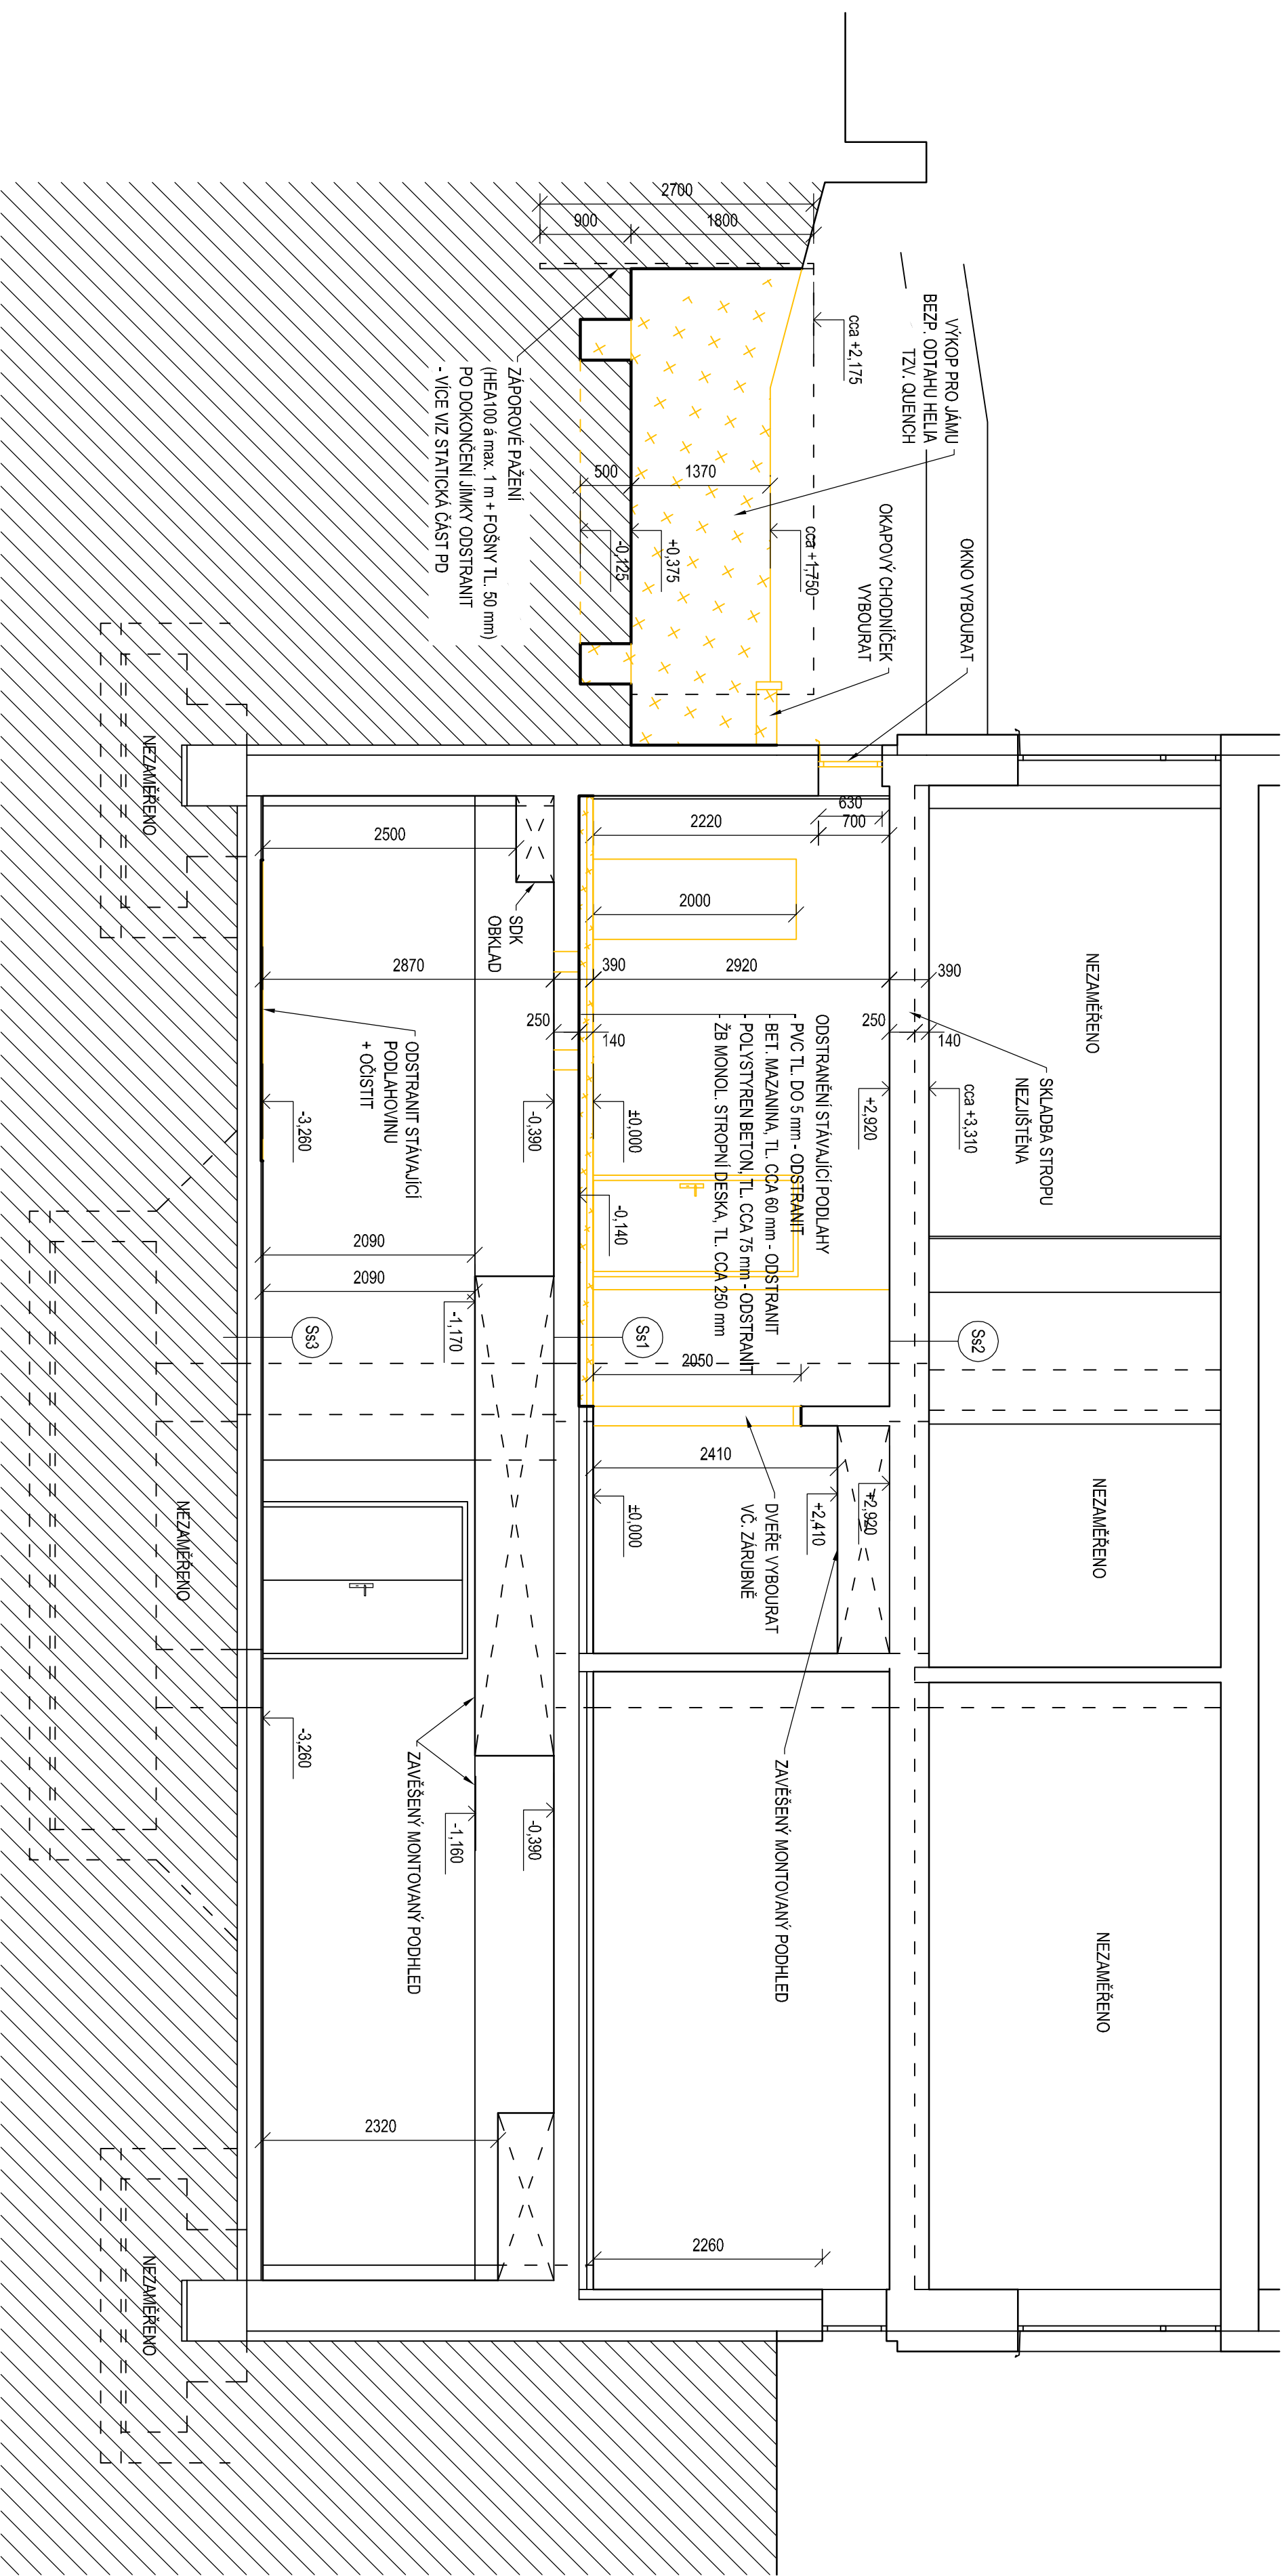 2700
900
1800
cca +2,175
VÝKOP PRO JÁMU
BEZP. ODTAHU HELIA
TZV. QUENCH
500
1370
cca +1,750
+0,375
-0,125
ZÁPOROVÉ PAŽENÍ
(HEA100 á max. 1 m + FOŠNY TL. 50 mm)
PO DOKONČENÍ JÍMKY ODSTRANIT
- VÍCE VIZ STATICKÁ ČÁST PD
OKAPOVÝ CHODNÍČEK
VYBOURAT
OKNO VYBOURAT
NEZAMĚŘENO
NEZAMĚŘENO
NEZAMĚŘENO
630
700
2220
2000
390
2920
390
250
140
250
140
cca +3,310
SKLADBA STROPU
NEZJIŠTĚNA
+2,920
±0,000
-0,140
-0,390
ODSTRANĚNÍ STÁVAJÍCÍ PODLAHY
PVC TL. DO 5 mm - ODSTRANIT
BET. MAZANINA, TL. CCA 60 mm - ODSTRANIT
POLYSTYREN BETON, TL. CCA 75 mm - ODSTRANIT
ŽB MONOL. STROPNÍ DESKA, TL. CCA 250 mm
Ss2
Ss1
Ss3
2050
2410
+2,920
+2,410
±0,000
DVEŘE VYBOURAT
VČ. ZÁRUBNĚ
ZAVĚŠENÝ MONTOVANÝ PODHLED
2260
2500
SDK
OBKLAD
2870
ODSTRANIT STÁVAJÍCÍ
PODLAHOVINU
+ OČISTIT
-3,260
2090
2090
-1,170
-3,260
ZAVĚŠENÝ MONTOVANÝ PODHLED
-1,160
-0,390
2320
NEZAMĚŘENO
NEZAMĚŘENO
NEZAMĚŘENO